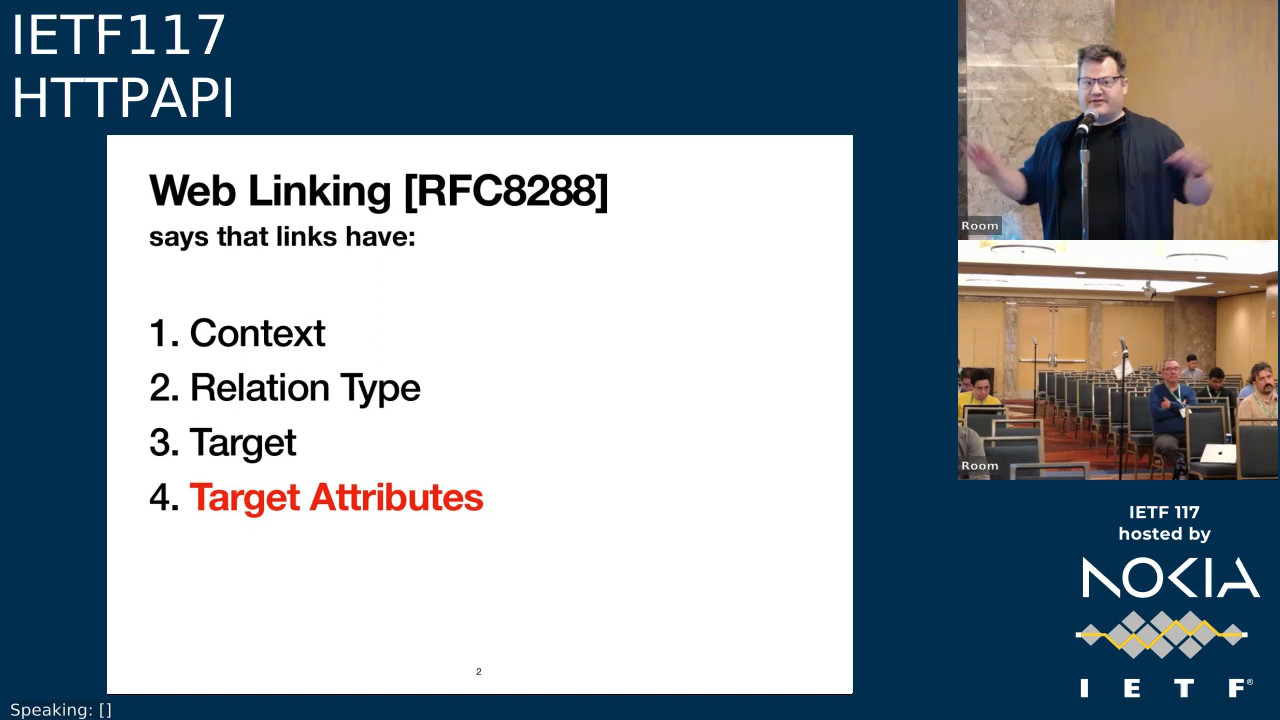 IETF117
HTTPAPI
Web Linking [RFC8288]
says that links have:
1. Context
2. Relation Type
3. Target
4. Target Attributes
2
Room
Room
IETF 117
hosted by
NOKIA
I E T F®
Speaking: []